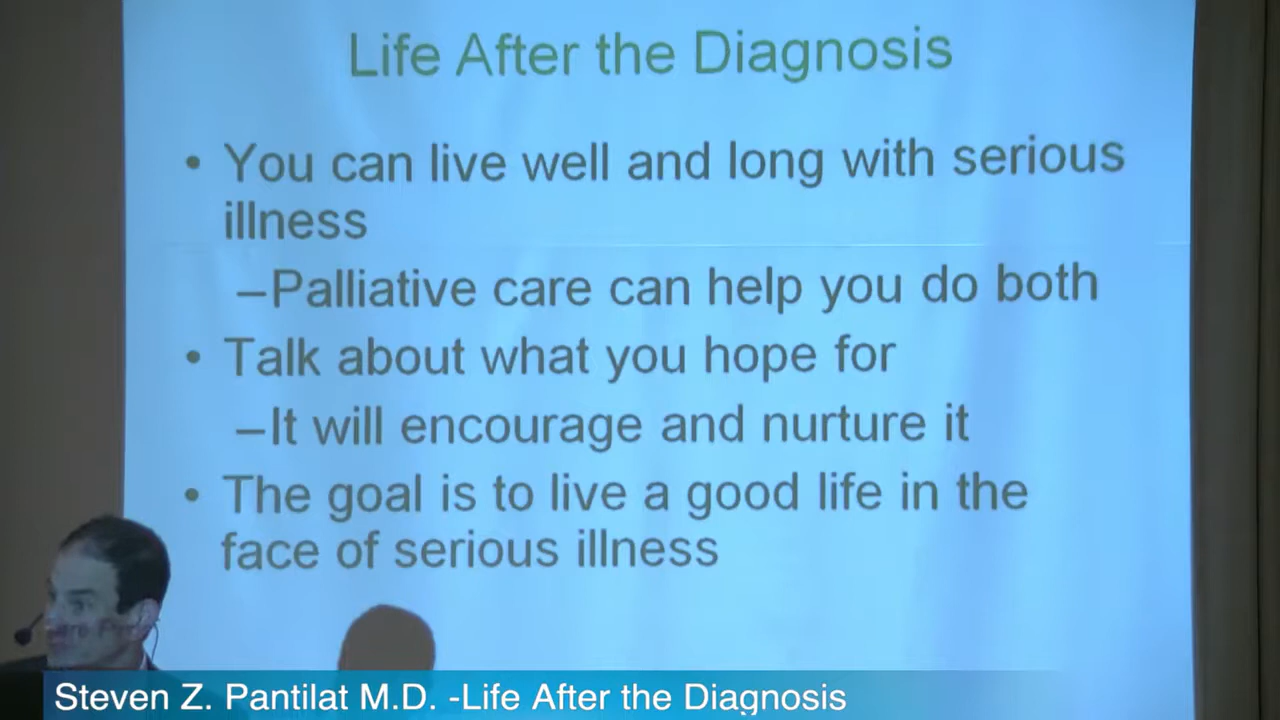 Life After the Diagnosis
• You can live well and long with serious
illness
–Palliative care can help you do both
• Talk about what you hope for
–It will encourage and nurture it
• The goal is to live a good life in the
face of serious illness
Steven Z. Pantilat M.D. -Life After the Diagnosis